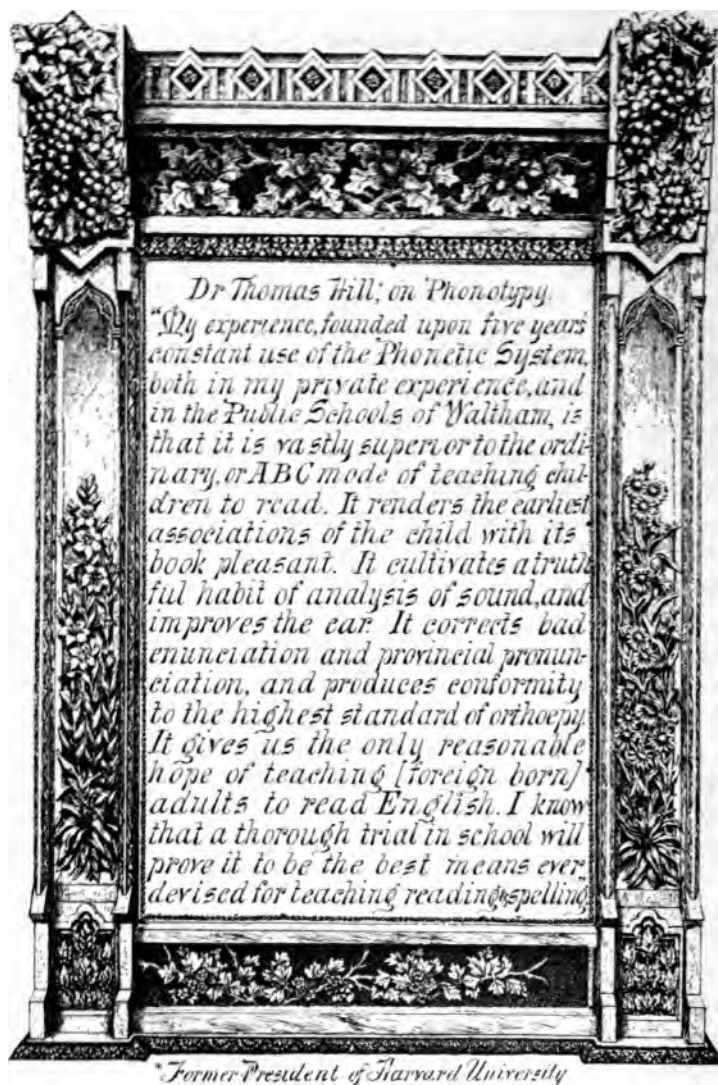 Dr Thomas Hill,* on Phonotypy.
"My experience, founded upon five years'
constant use of the Phonetic System,
both in my private experience, and
in the Public Schools of Waltham, is
that it is vastly superior to the ordi-
nary, or ABC mode of teaching chil-
dren to read. It renders the earliest
associations of the child with its
book pleasant. It cultivates a truth
ful habit of analysis of sound, and
improves the ear. It corrects bad
enunciation and provincial pronun-
ciation, and produces conformity
to the highest standard of orthoepy.
It gives us the only reasonable
hope of teaching [foreign born]
adults to read English. I know
that a thorough trial in school will
prove it to be the best means ever
devised for teaching reading & spelling."
*Former President of Harvard University